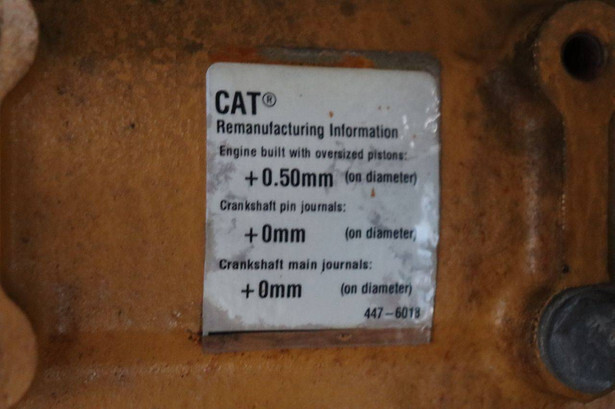 CAT®
Remanufacturing Information
Engine built with oversized pistons:
+0.50mm (on diameter)
Crankshaft pin journals:
+0mm (on diameter)
Crankshaft main journals:
+0mm (on diameter)
447-6018